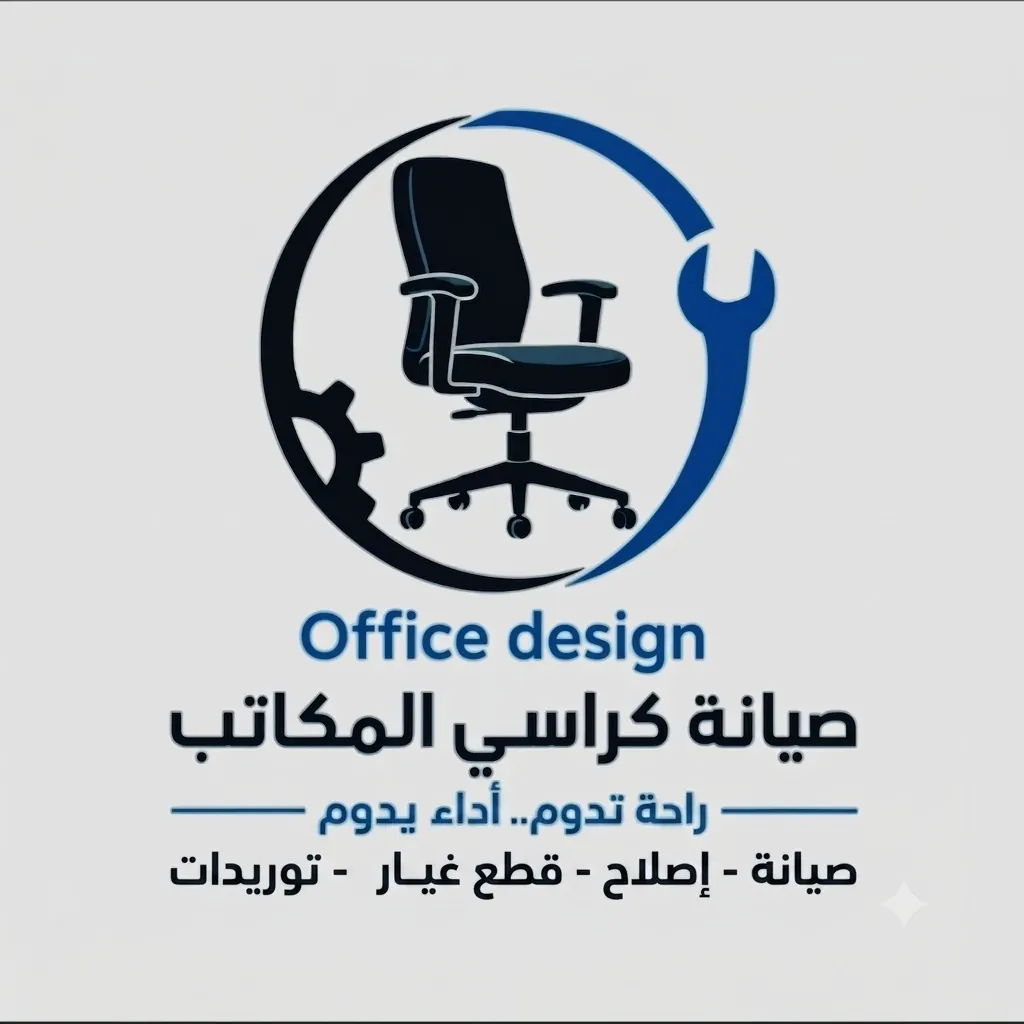 Office design
صيانة كراسي المكاتب
راحة تدوم.. أداء يدوم
صيانة - إصلاح - قطع غيار - توريدات